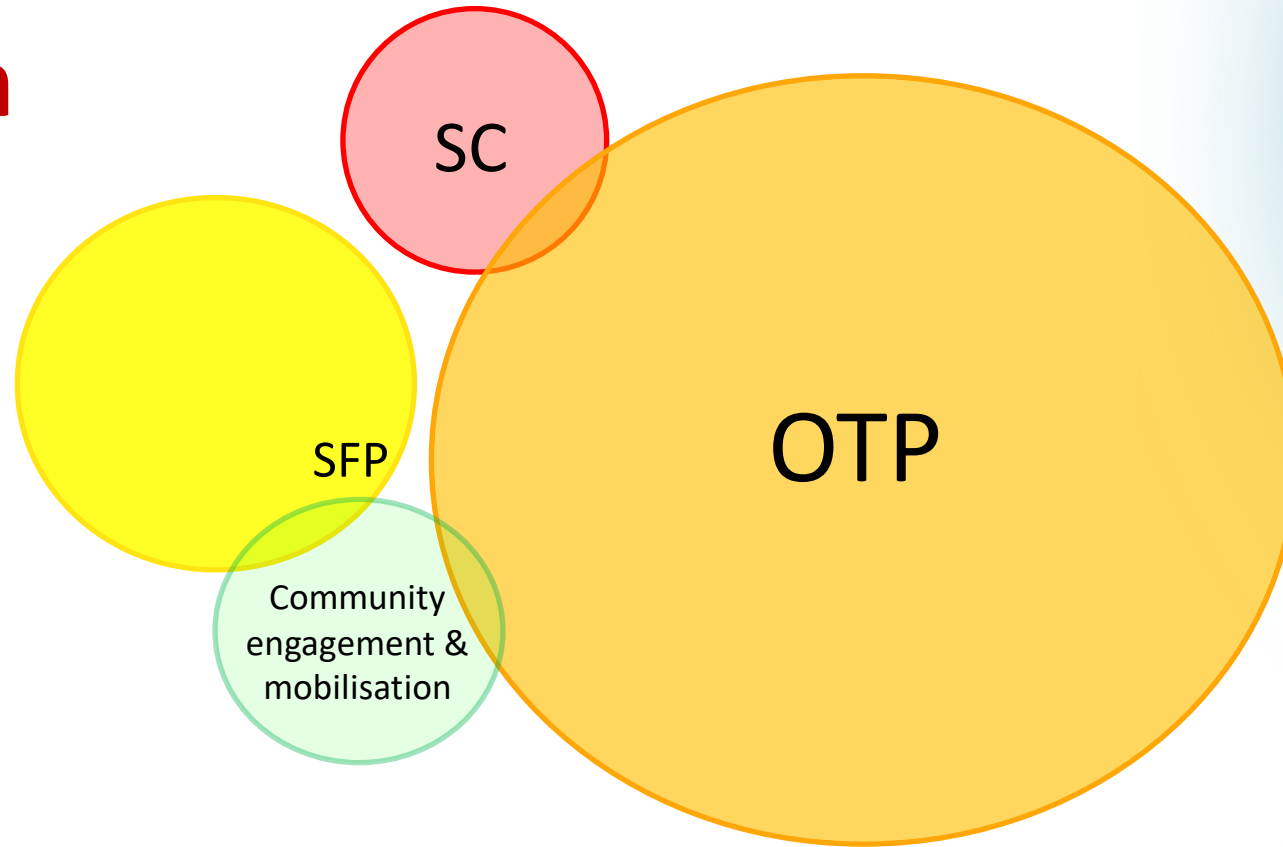 SC
OTP
SFP
Community
engagement &
mobilisation